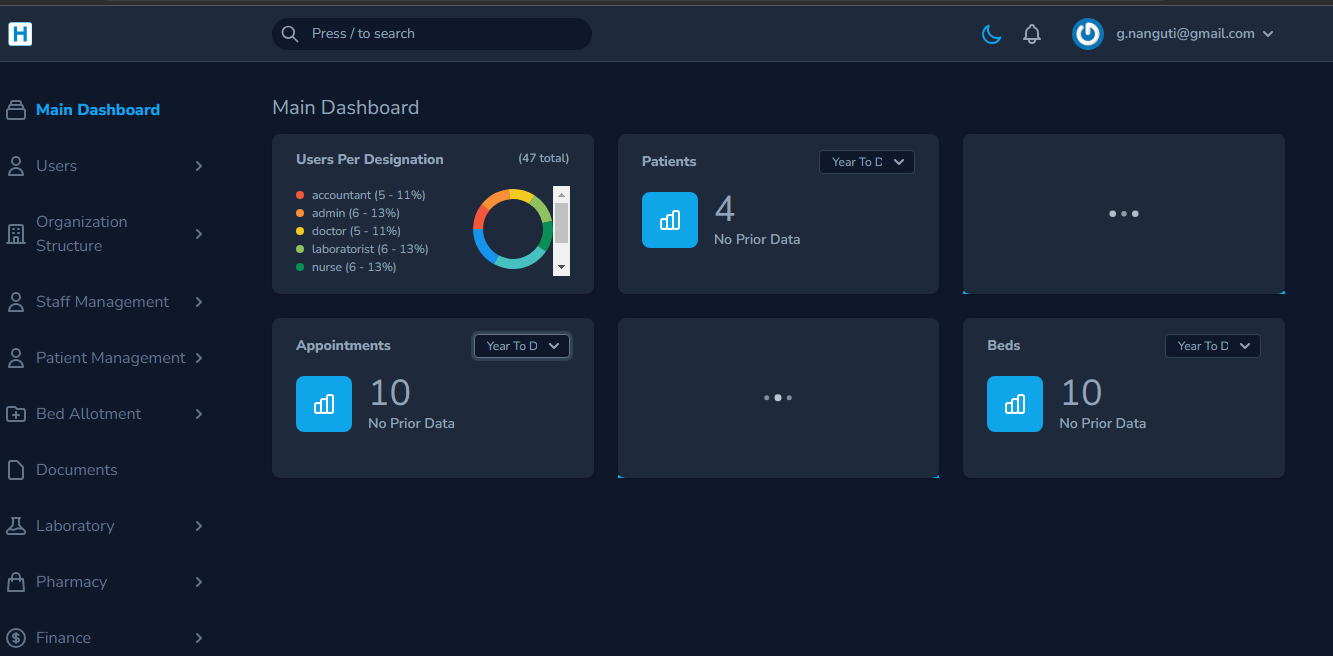 H
Press / to search
g.nanguti@gmail.com
Main Dashboard
Users
Organization
Structure
Staff Management
Patient Management
Bed Allotment
Documents
Laboratory
Pharmacy
Finance
Main Dashboard
Users Per Designation
(47 total)
accountant (5 - 11%)
admin (6 - 13%)
doctor (5 - 11%)
laboratorist (6 - 13%)
nurse (6 - 13%)
Patients
Year To D
4
No Prior Data
Appointments
Year To D
10
No Prior Data
Beds
Year To D
10
No Prior Data